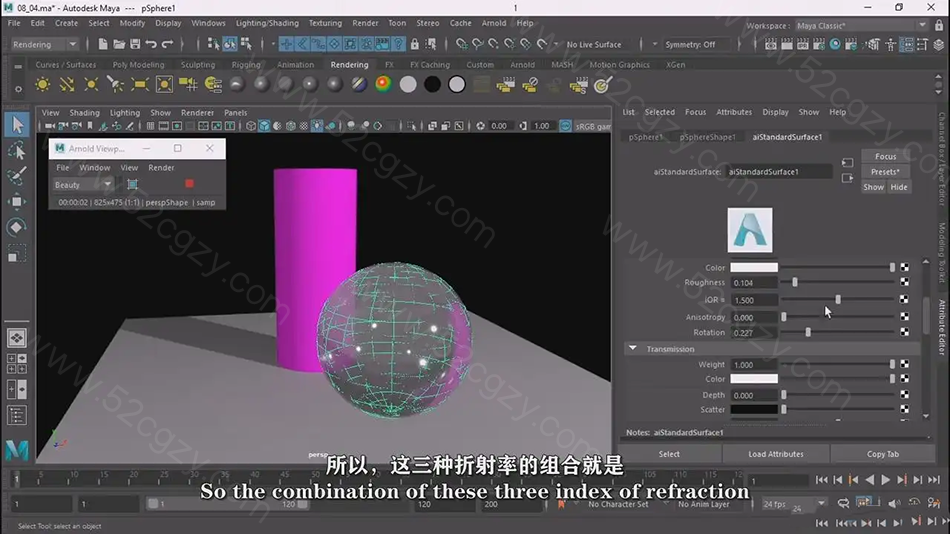 08_04.ma* - Autodesk Maya --- pSphere1
1
File Edit Create Select Modify Display Windows Lighting/Shading Texturing Render Toon Stereo Cache Arnold Help
Workspace : Maya Classic*
Rendering
No Live Surface
Symmetry: Off
Curves / Surfaces Poly Modeling Sculpting Rigging Animation Rendering FX FX Caching Custom Arnold MASH Motion Graphics XGen
View Shading Lighting Show Renderer Panels
0.00 1.00 sRGB gam
Arnold Viewp...
File Window View Render
Beauty
00:00:02 | 825x475 (1:1) | perspShape | samp
List Selected Focus Attributes Display Show Help
pSphere1 pSphereShape1 aiStandardSurface1
Focus
Presets*
Show Hide
aiStandardSurface: aiStandardSurface1
Color
Roughness 0.104
IOR = 1.500
Anisotropy 0.000
Rotation 0.227
Transmission
Weight 1.000
Color
Depth 0.000
Scatter
Notes: aiStandardSurface1
Select Load Attributes Copy Tab
Channel Box / Layer Editor
Modeling Toolkit
Attribute Editor
所以，这三种折射率的组合就是
So the combination of these three index of refraction
1 1 1 120 120 200
No Character Set
No Anim Layer
24 fps
Select Tool: select an object
www.52cgzy.com